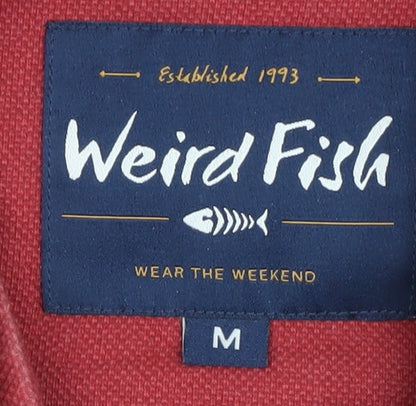 Established 1993
Weird Fish
WEAR THE WEEKEND
M